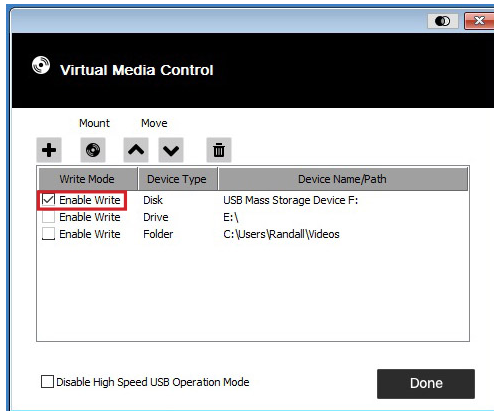 Virtual Media Control
Mount Move
Write Mode Device Type Device Name/Path
Enable Write Disk USB Mass Storage Device F:
Enable Write Drive E:\
Enable Write Folder C:\Users\Randall\Videos
Disable High Speed USB Operation Mode
Done